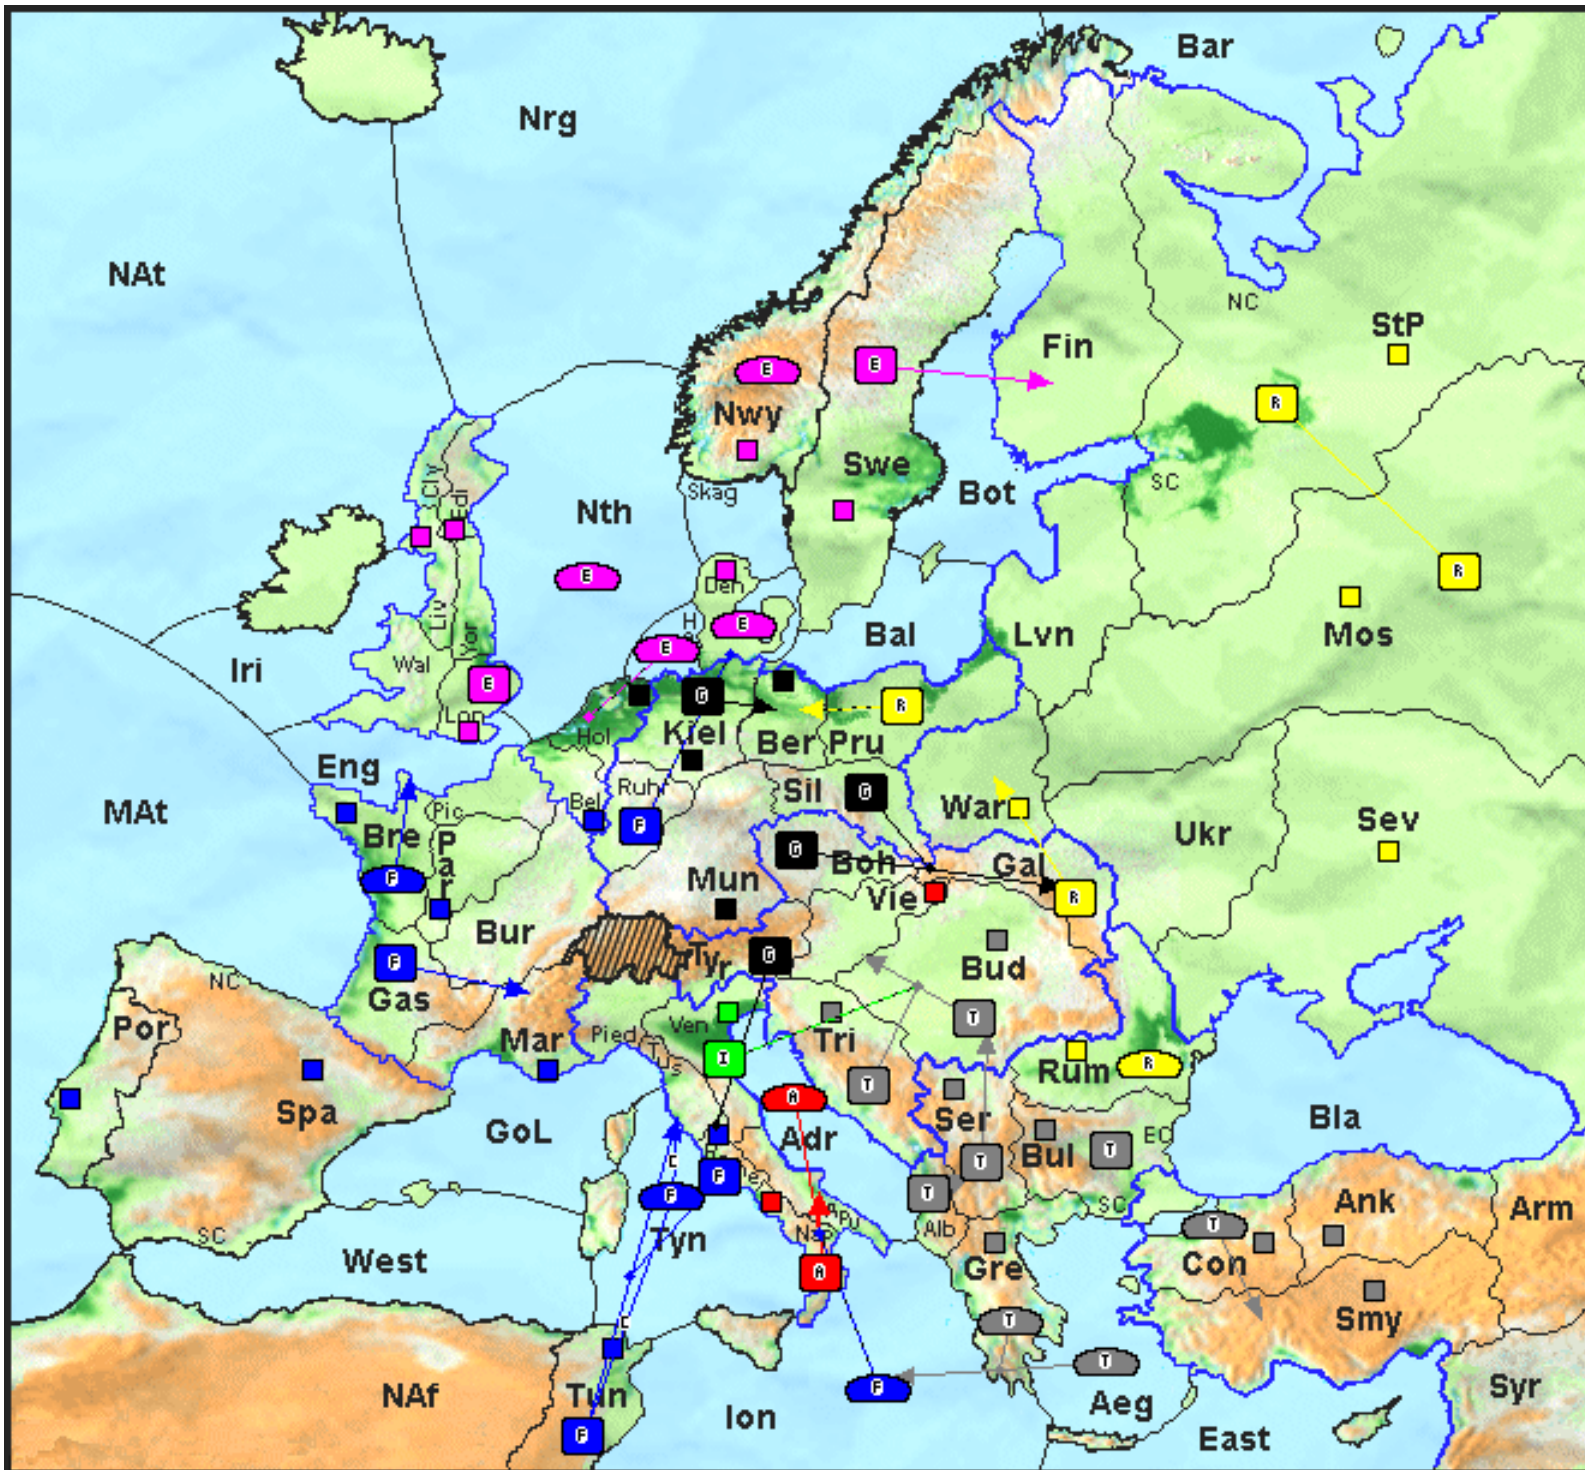 Bar
Nrg
NAt
NC
StP
Fin
E
E
R
Nwy
Swe
SC
Skag
Bot
Cly
Edi
Nth
E
R
Den
H
E
E
Bal
Lvn
Mos
Liv
Yor
Iri
Wal
E
Lon
G
R
Hol
Kiel
Ber
Pru
Eng
MAt
Pic
Bel
Ruh
Sil
G
War
Ukr
Sev
Bre
Par
F
G
Boh
Gal
F
Mun
Vie
R
Bur
F
Gas
Tyr
G
Bud
NC
Por
Mar
Pied
Ven
Tus
I
Tri
T
Rum
R
Spa
GoL
A
Adr
T
Ser
Bla
C
F
F
T
Bul
T
EC
SC
SC
Tyn
Nap
Apu
T
Alb
T
Ank
Arm
West
Gre
Con
A
Smy
C
T
T
Tun
F
NAf
F
Ion
Aeg
East
Syr